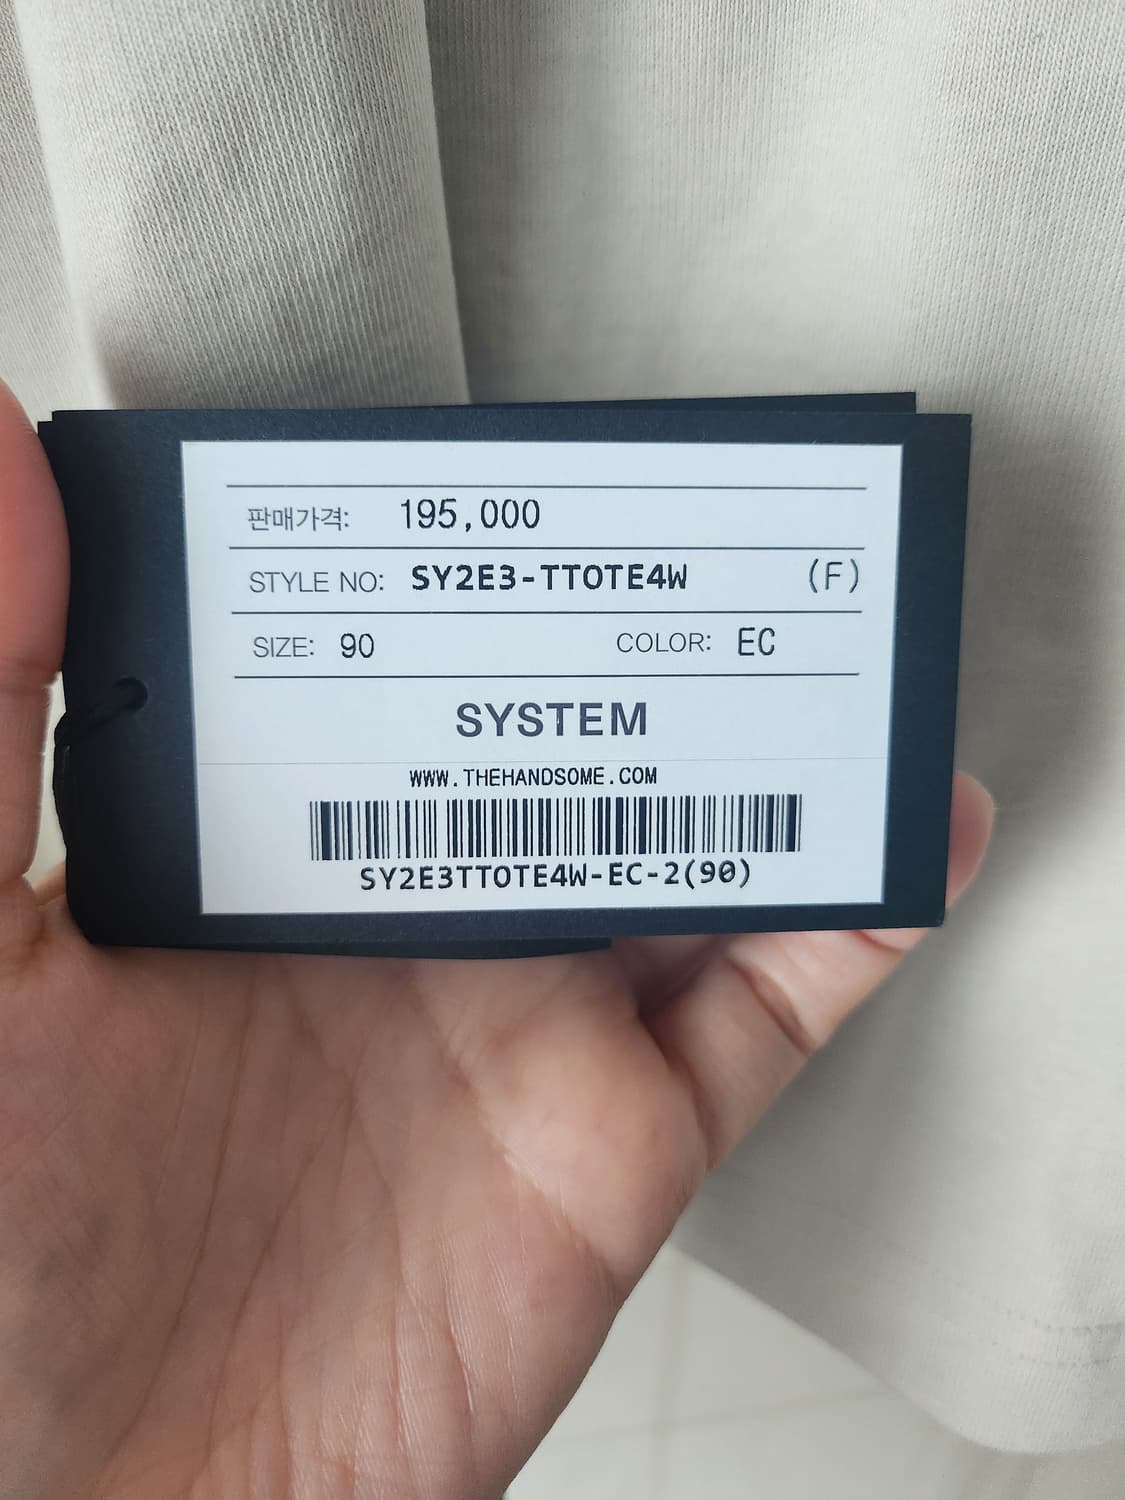 판매가격: 195,000
STYLE NO: SY2E3-TTOTE4W (F)
SIZE: 90 COLOR: EC
SYSTEM
WWW.THEHANDSOME.COM
SY2E3TTOTE4W-EC-2(90)